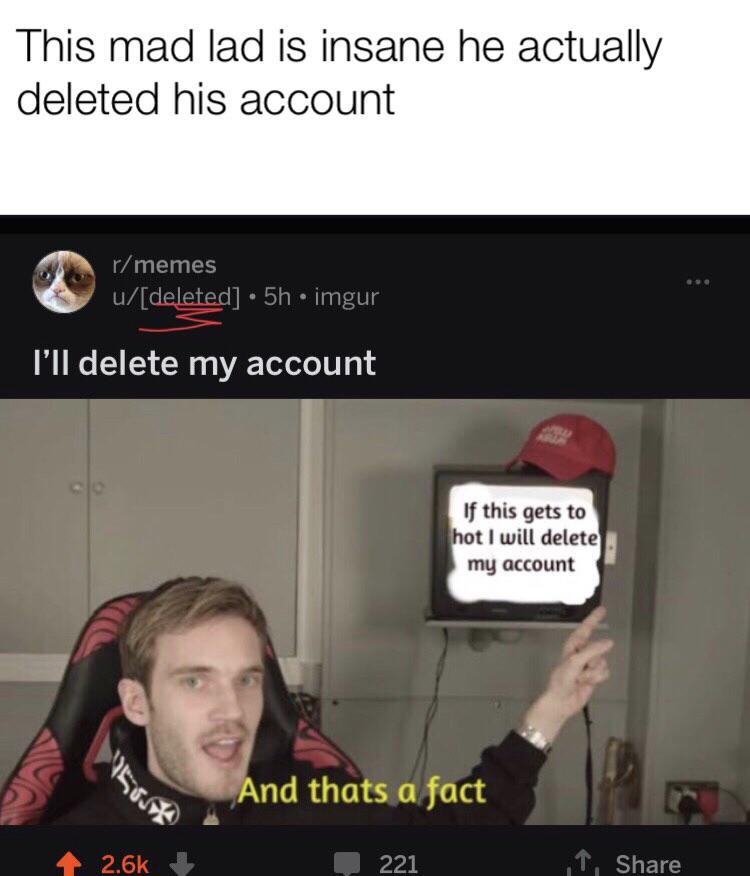 This mad lad is insane he actually
deleted his account
r/memes
u/[deleted] • 5h • imgur
I'll delete my account
If this gets to
hot I will delete
my account
And thats a fact
2.6k
221
Share